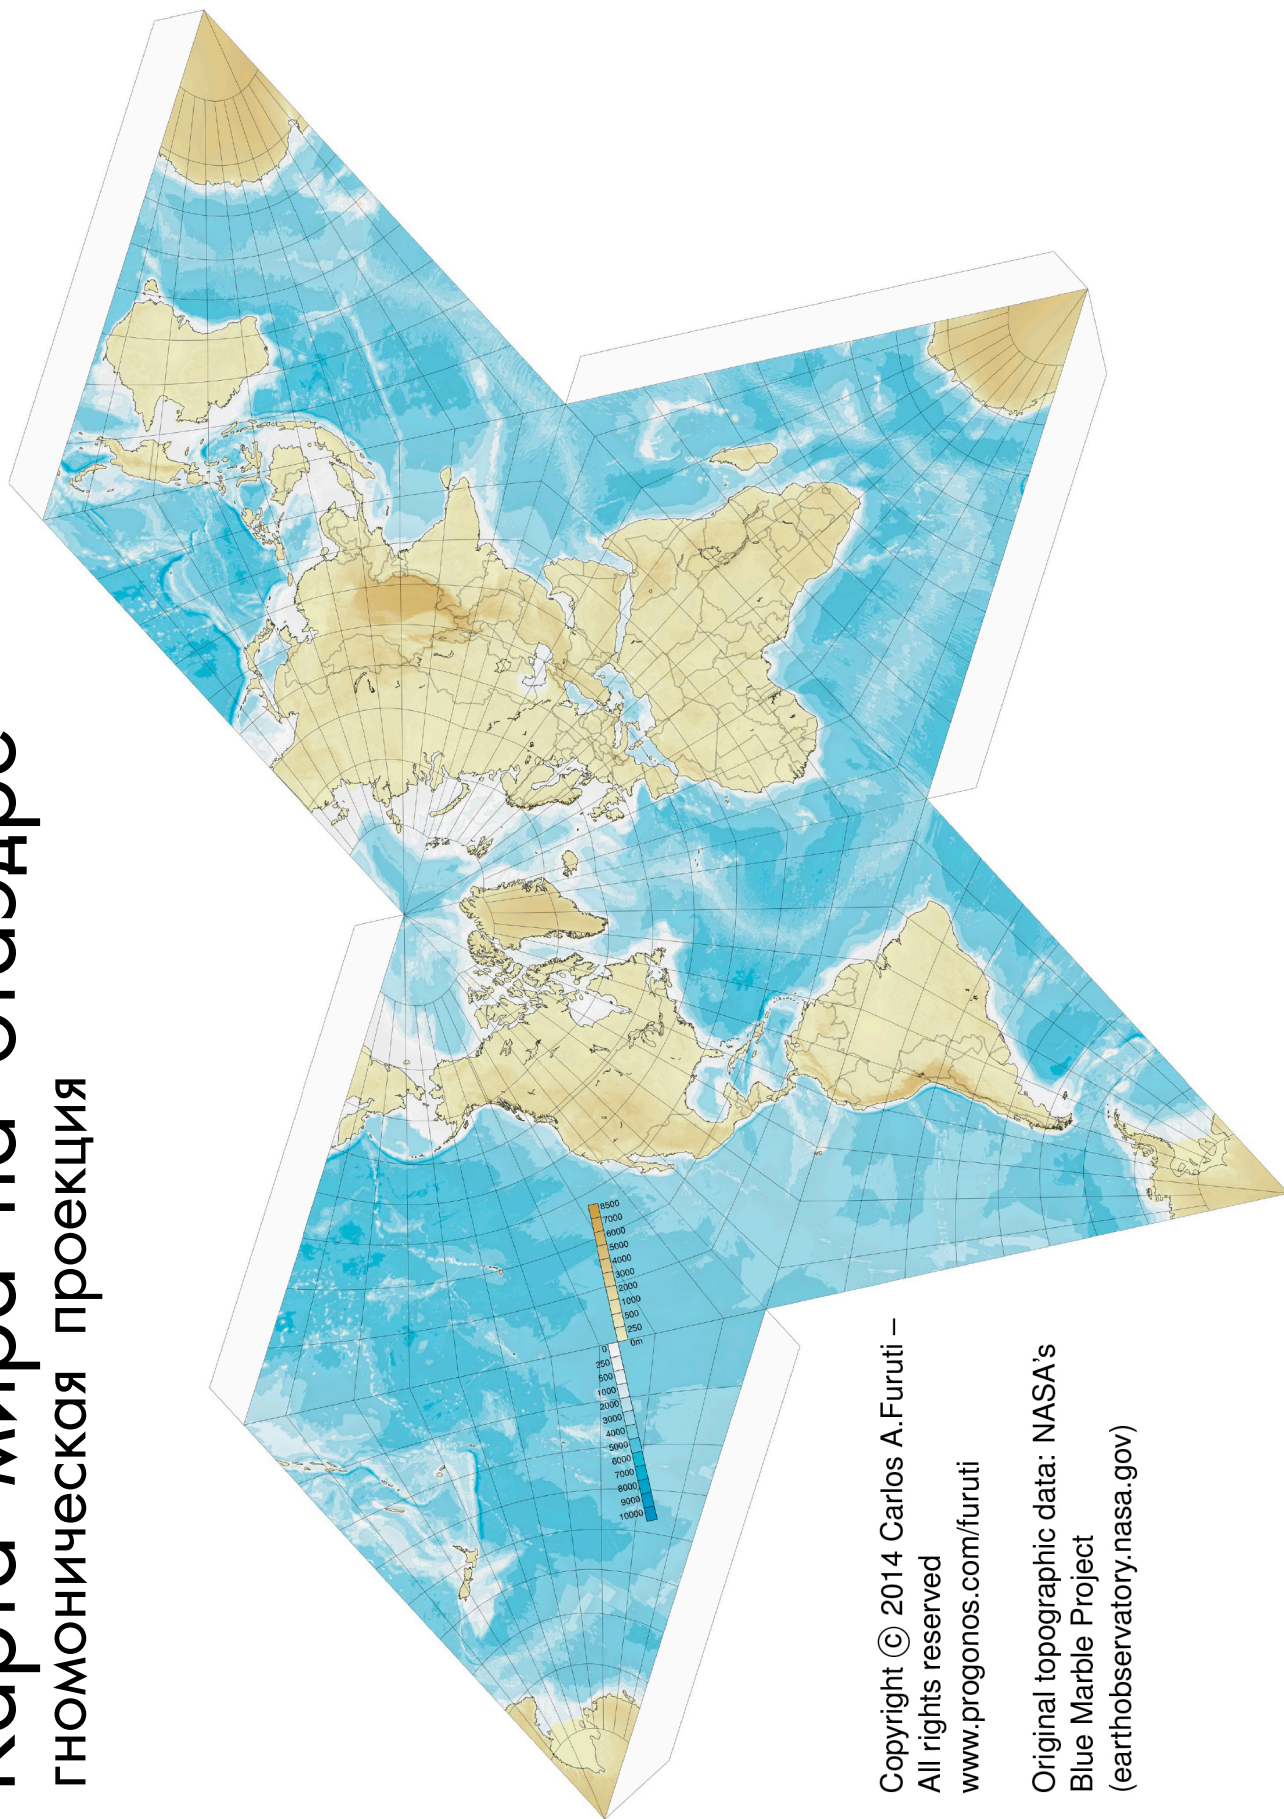 Карта мира на октаэдре
гномоническая проекция
8500
7000
6000
5000
4000
3000
2000
1000
500
250
0m
0
250
500
1000
2000
3000
4000
5000
6000
7000
8000
9000
10000
Copyright © 2014 Carlos A.Furuti –
All rights reserved
www.progonos.com/furuti
Original topographic data: NASA's
Blue Marble Project
(earthobservatory.nasa.gov)